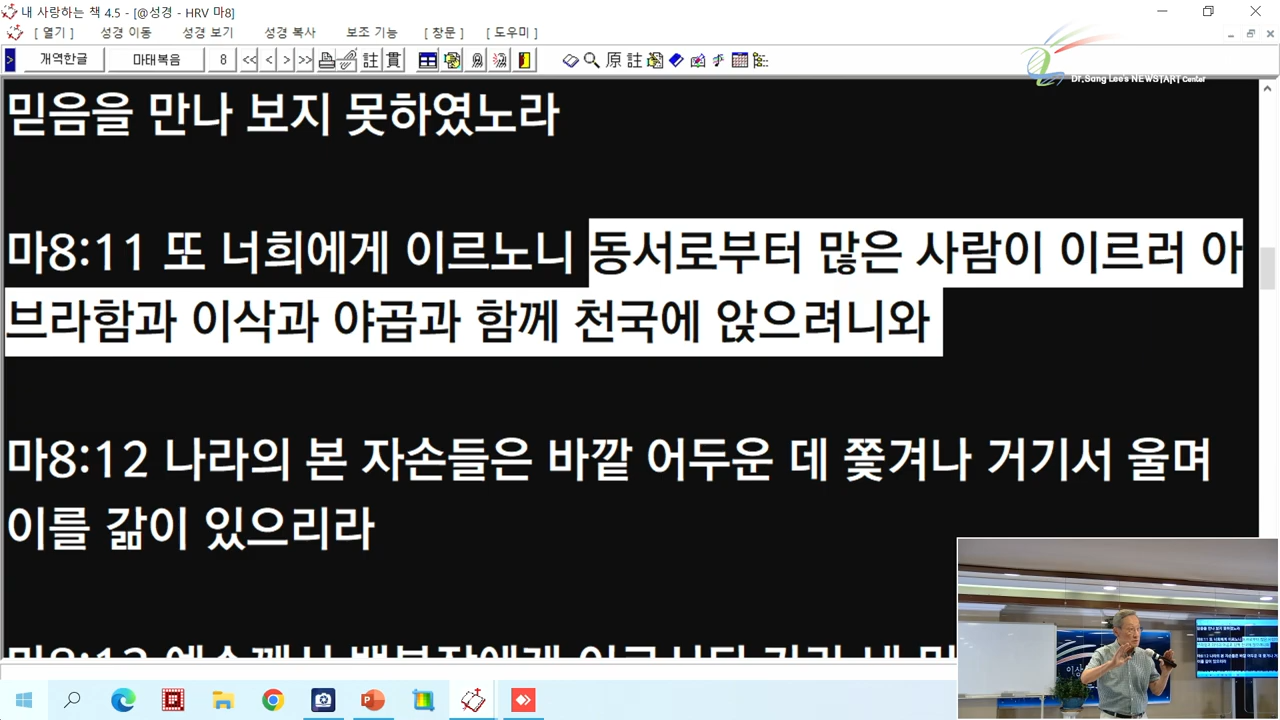 내 사랑하는 책 4.5 - [@성경 - HRV 마8]
[ 열기 ] 성경 이동 성경 보기 성경 복사 보조 기능 [ 창문 ] [ 도우미 ]
> 개역한글 마태복음 8 << < > >> 註 貫 原 註
Dr.Sang Lee's NEWSTART Center
믿음을 만나 보지 못하였노라
마8:11 또 너희에게 이르노니 동서로부터 많은 사람이 이르러 아
브라함과 이삭과 야곱과 함께 천국에 앉으려니와
마8:12 나라의 본 자손들은 바깥 어두운 데 쫓겨나 거기서 울며
이를 갊이 있으리라